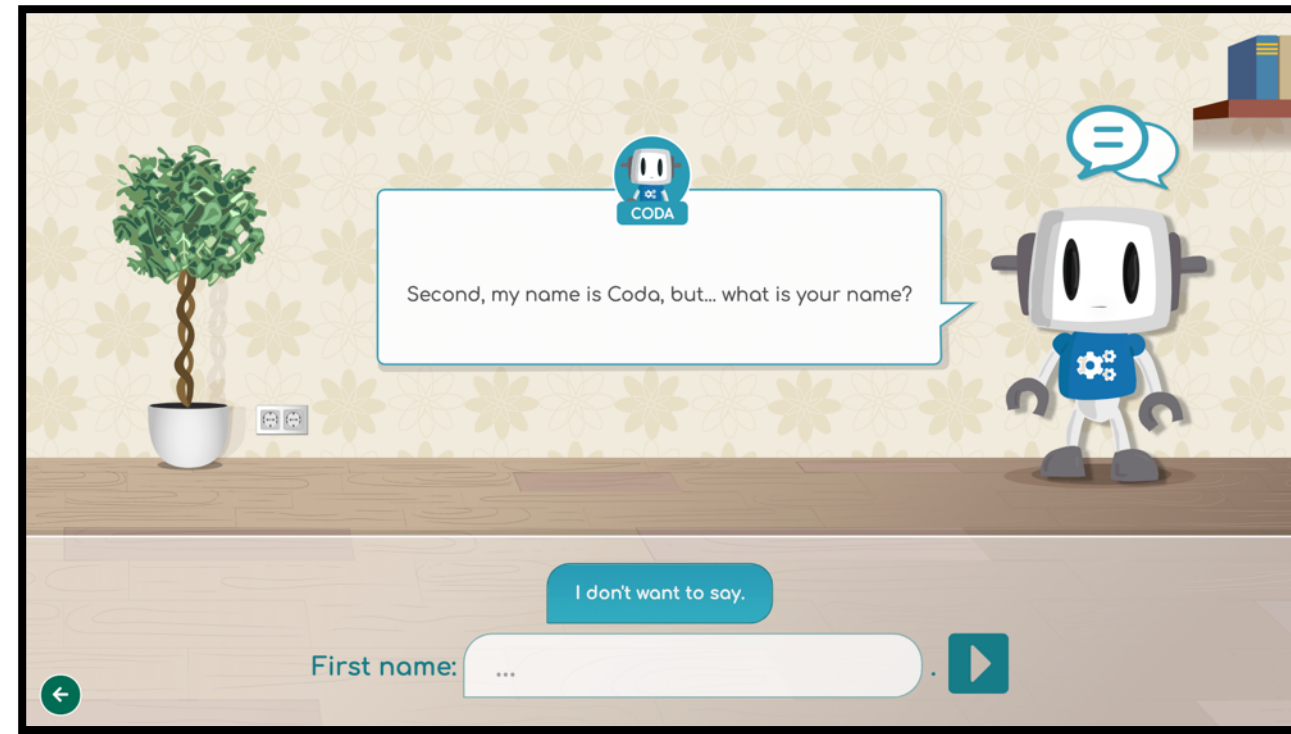 CODA
Second, my name is Coda, but... what is your name?
I don't want to say.
First name: ... .